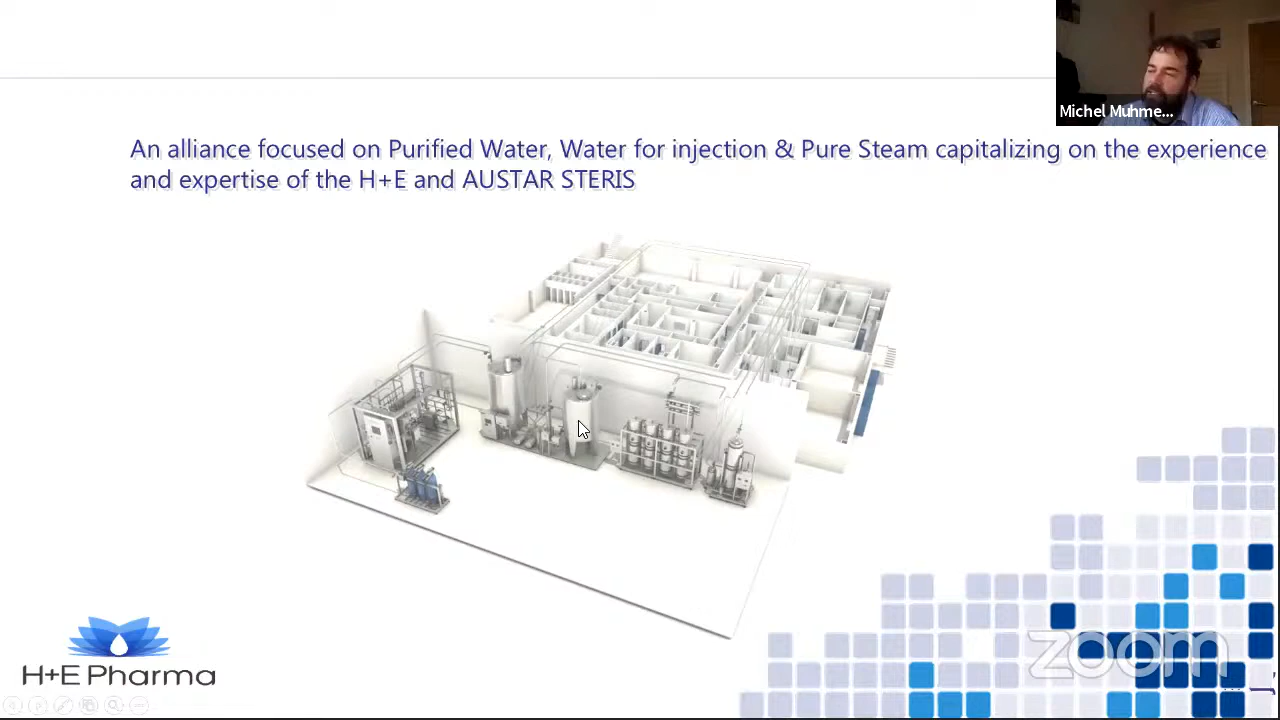 Michel Muhme...
An alliance focused on Purified Water, Water for injection & Pure Steam capitalizing on the experience
and expertise of the H+E and AUSTAR STERIS
H+E Pharma
zoom